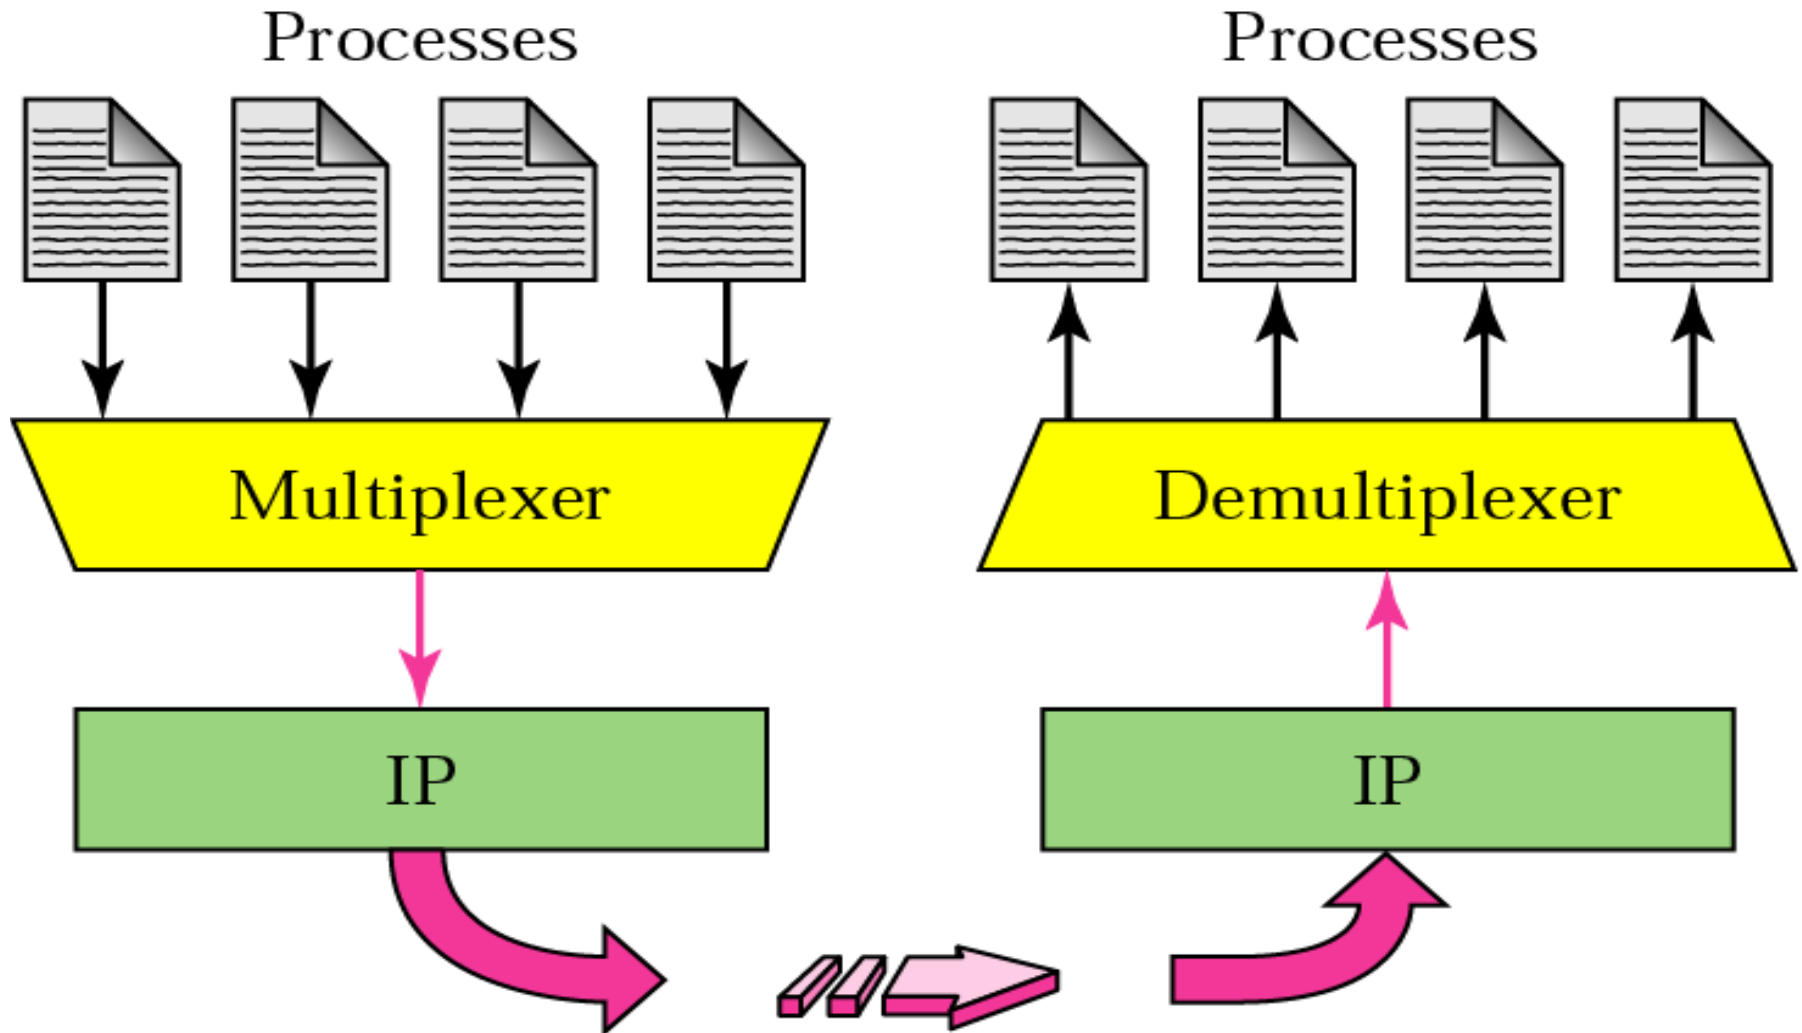 Processes
Processes
Multiplexer
Demultiplexer
IP
IP